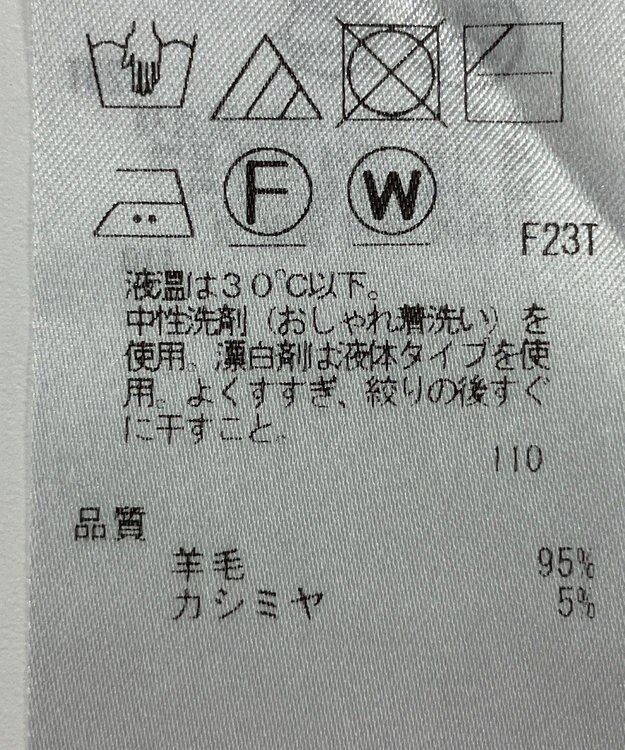 F W
F23T
液温は30℃以下。
中性洗剤（おしゃれ着洗い）を
使用、漂白剤は液体タイプを使
用。よくすすぎ、絞りの後すぐ
に干すこと。
110
品質
羊毛 95%
カシミヤ 5%